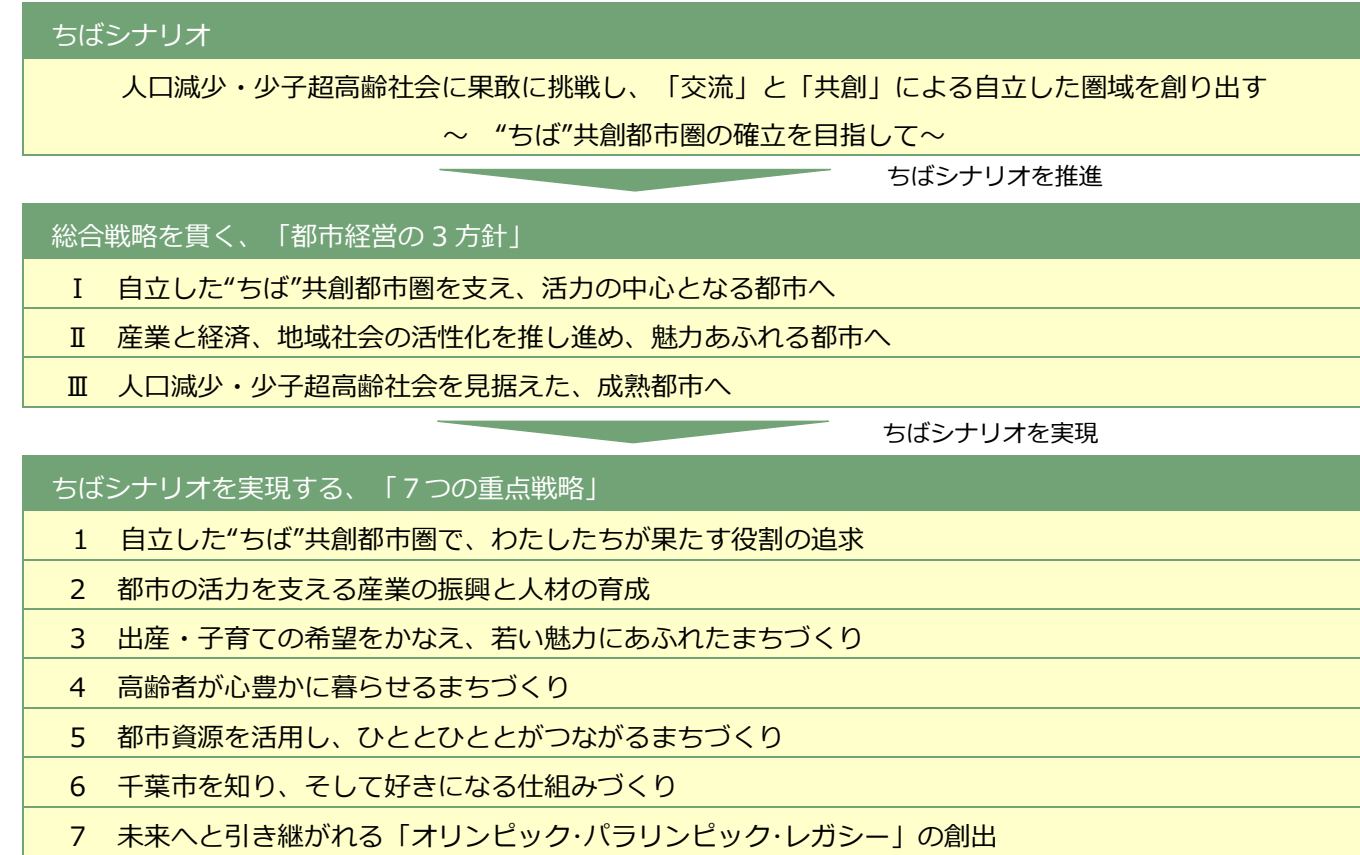 ちばシナリオ
人口減少・少子超高齢社会に果敢に挑戦し、「交流」と「共創」による自立した圏域を創り出す
～　“ちば”共創都市圏の確立を目指して～
ちばシナリオを推進
総合戦略を貫く、「都市経営の３方針」
Ⅰ　自立した“ちば”共創都市圏を支え、活力の中心となる都市へ
Ⅱ　産業と経済、地域社会の活性化を推し進め、魅力あふれる都市へ
Ⅲ　人口減少・少子超高齢社会を見据えた、成熟都市へ
ちばシナリオを実現
ちばシナリオを実現する、「７つの重点戦略」
1　自立した“ちば”共創都市圏で、わたしたちが果たす役割の追求
2　都市の活力を支える産業の振興と人材の育成
3　出産・子育ての希望をかなえ、若い魅力にあふれたまちづくり
4　高齢者が心豊かに暮らせるまちづくり
5　都市資源を活用し、ひととひととがつながるまちづくり
6　千葉市を知り、そして好きになる仕組みづくり
7　未来へと引き継がれる「オリンピック･パラリンピック･レガシー」の創出